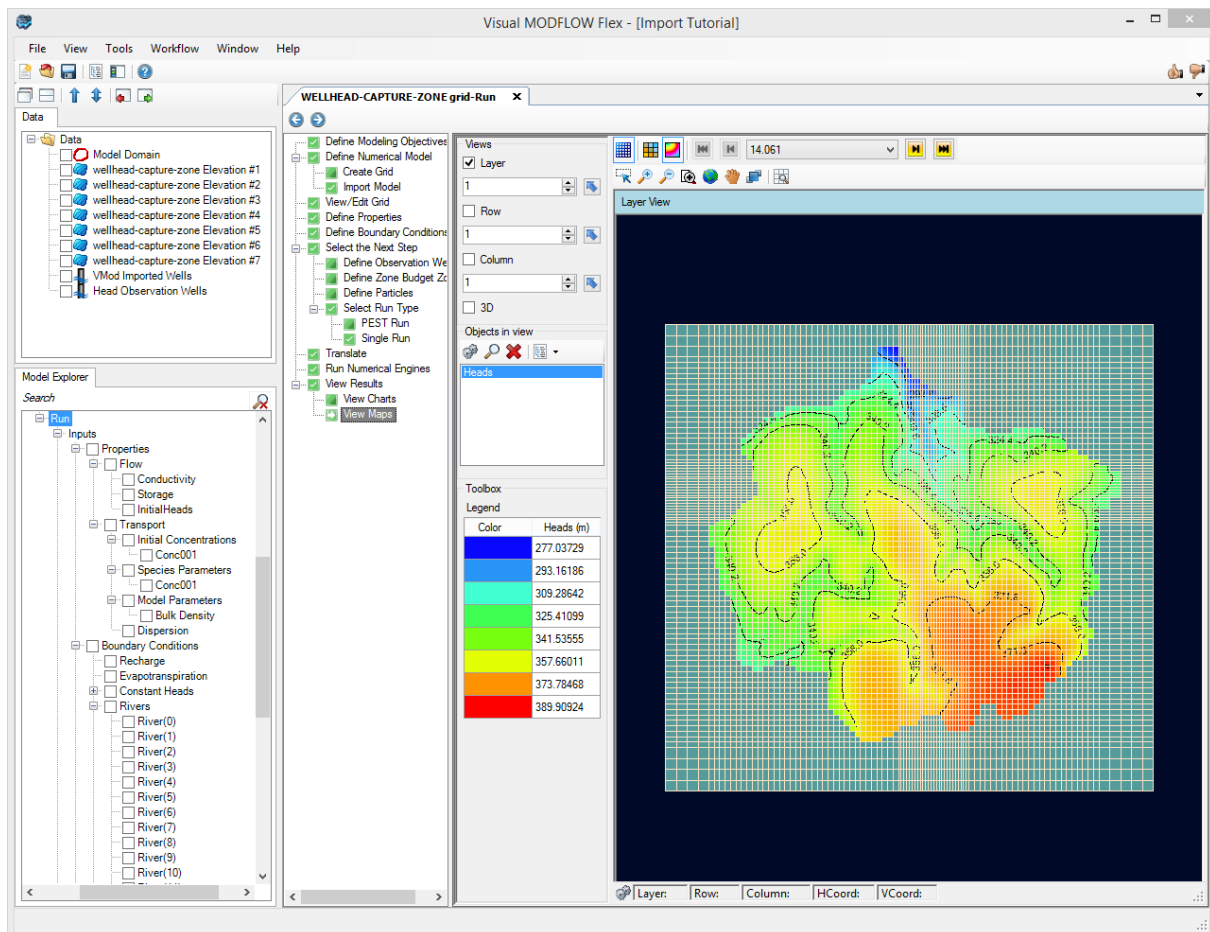 Visual MODFLOW Flex - [Import Tutorial]
File View Tools Workflow Window Help
Data
Data
Model Domain
wellhead-capture-zone Elevation #1
wellhead-capture-zone Elevation #2
wellhead-capture-zone Elevation #3
wellhead-capture-zone Elevation #4
wellhead-capture-zone Elevation #5
wellhead-capture-zone Elevation #6
wellhead-capture-zone Elevation #7
VMod Imported Wells
Head Observation Wells
Model Explorer
Search
Run
Inputs
Properties
Flow
Conductivity
Storage
InitialHeads
Transport
Initial Concentrations
Conc001
Species Parameters
Conc001
Model Parameters
Bulk Density
Dispersion
Boundary Conditions
Recharge
Evapotranspiration
Constant Heads
Rivers
River(0)
River(1)
River(2)
River(3)
River(4)
River(5)
River(6)
River(7)
River(8)
River(9)
River(10)
WELLHEAD-CAPTURE-ZONE grid-Run X
Define Modeling Objectives
Define Numerical Model
Create Grid
Import Model
View/Edit Grid
Define Properties
Define Boundary Conditions
Select the Next Step
Define Observation We
Define Zone Budget Zo
Define Particles
Select Run Type
PEST Run
Single Run
Translate
Run Numerical Engines
View Results
View Charts
View Maps
Views
Layer
1
Row
1
Column
1
3D
Objects in view
Heads
Toolbox
Legend
Color Heads (m)
277.03729
293.16186
309.28642
325.41099
341.53555
357.66011
373.78468
389.90924
14.061
Layer View
Layer: Row: Column: HCoord: VCoord: